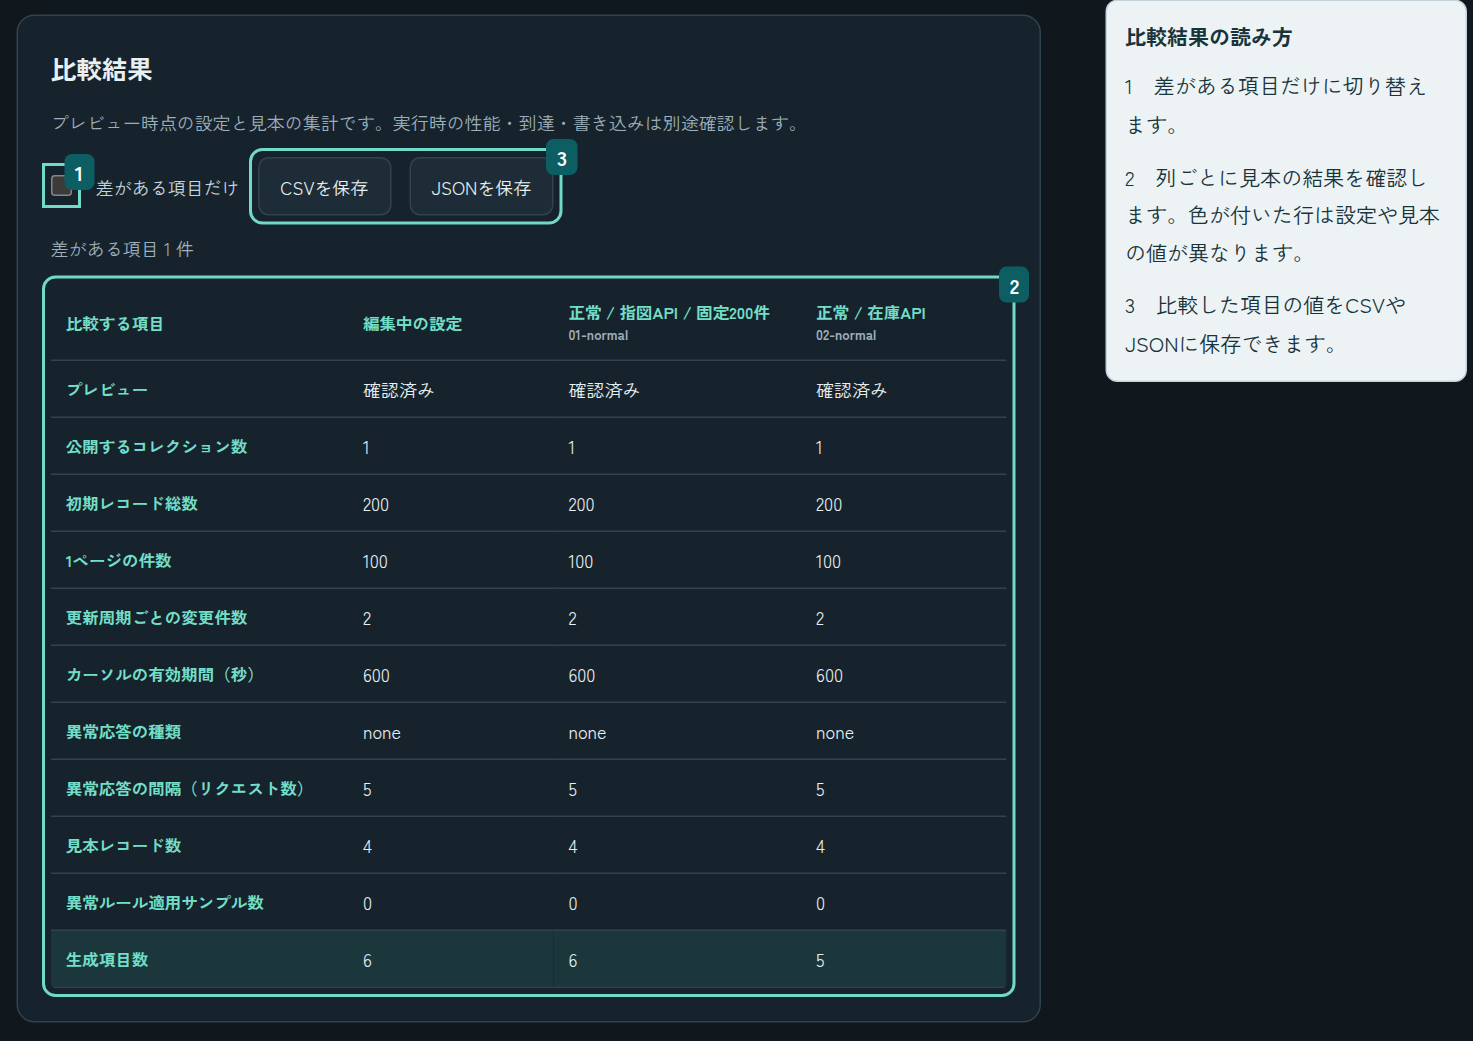 比較結果
プレビュー時点の設定と見本の集計です。実行時の性能・到達・書き込みは別途確認します。
1 差がある項目だけ CSVを保存 JSONを保存 3
差がある項目 1 件
2
比較する項目 編集中の設定 正常 / 指図API / 固定200件 正常 / 在庫API
01-normal 02-normal
プレビュー 確認済み 確認済み 確認済み
公開するコレクション数 1 1 1
初期レコード総数 200 200 200
1ページの件数 100 100 100
更新周期ごとの変更件数 2 2 2
カーソルの有効期間（秒） 600 600 600
異常応答の種類 none none none
異常応答の間隔（リクエスト数） 5 5 5
見本レコード数 4 4 4
異常ルール適用サンプル数 0 0 0
生成項目数 6 6 5
比較結果の読み方
1 差がある項目だけに切り替え
ます。
2 列ごとに見本の結果を確認し
ます。色が付いた行は設定や見本
の値が異なります。
3 比較した項目の値をCSVや
JSONに保存できます。